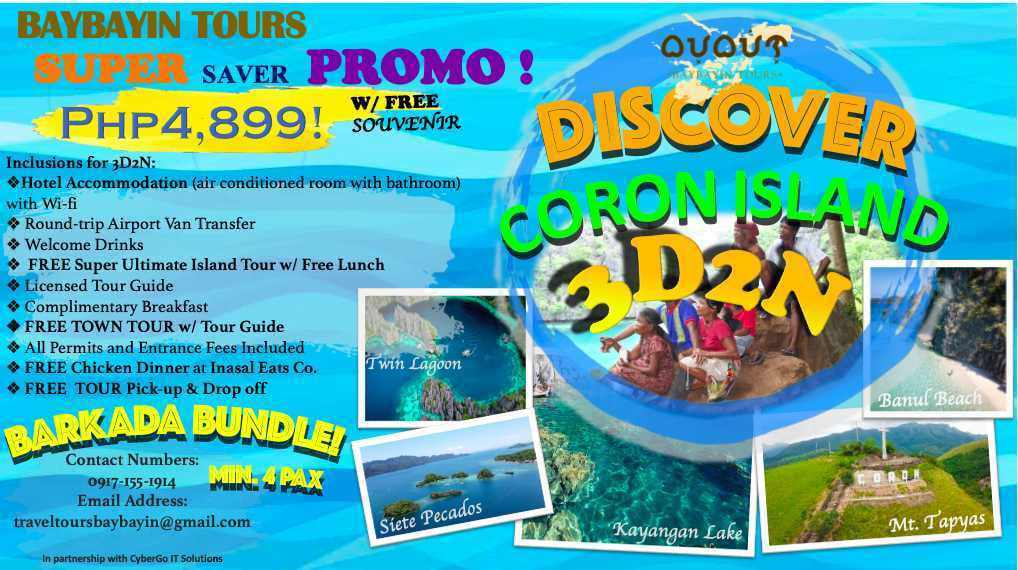 BAYBAYIN TOURS
SUPER SAVER PROMO !
PHP4,899!
W/ FREE
SOUVENIR
Inclusions for 3D2N:
❖Hotel Accommodation (air conditioned room with bathroom)
with Wi-fi
❖ Round-trip Airport Van Transfer
❖ Welcome Drinks
❖ FREE Super Ultimate Island Tour w/ Free Lunch
❖ Licensed Tour Guide
❖ Complimentary Breakfast
◆ FREE TOWN TOUR w/ Tour Guide
❖ All Permits and Entrance Fees Included
❖ FREE Chicken Dinner at Inasal Eats Co.
❖ FREE TOUR Pick-up & Drop off
BARKADA BUNDLE!
MIN. 4 PAX
Contact Numbers:
0917-155-1914
Email Address:
traveltoursbaybayin@gmail.com
In partnership with CyberGo IT Solutions
•BAYBAYIN TOURS•
DISCOVER
CORON ISLAND
3D2N
Twin Lagoon
Siete Pecados
Kayangan Lake
Banul Beach
CORON
Mt. Tapyas